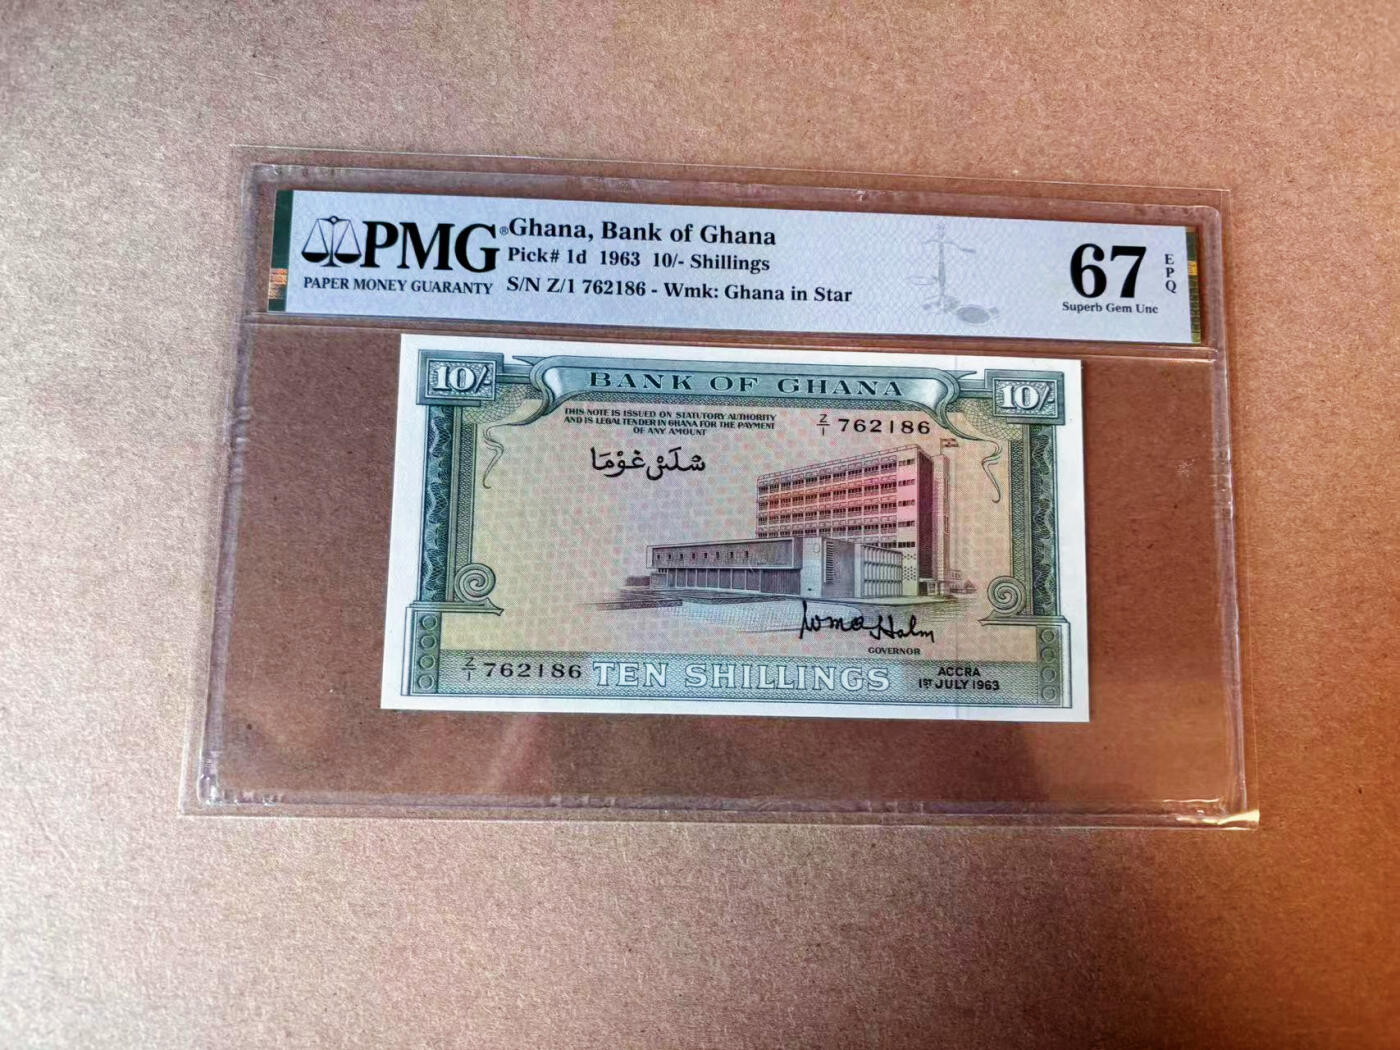 PMG®
PAPER MONEY GUARANTY
Ghana, Bank of Ghana
Pick# 1d 1963 10/- Shillings
S/N Z/1 762186 - Wmk: Ghana in Star
67
EPQ
Superb Gem Unc
10/-
BANK OF GHANA
10/-
THIS NOTE IS ISSUED ON STATUTORY AUTHORITY
AND IS LEGAL TENDER IN GHANA FOR THE PAYMENT
OF ANY AMOUNT
Z/1 762186
شلس غوما
GOVERNOR
Z/1 762186
TEN SHILLINGS
ACCRA
1ST JULY 1963